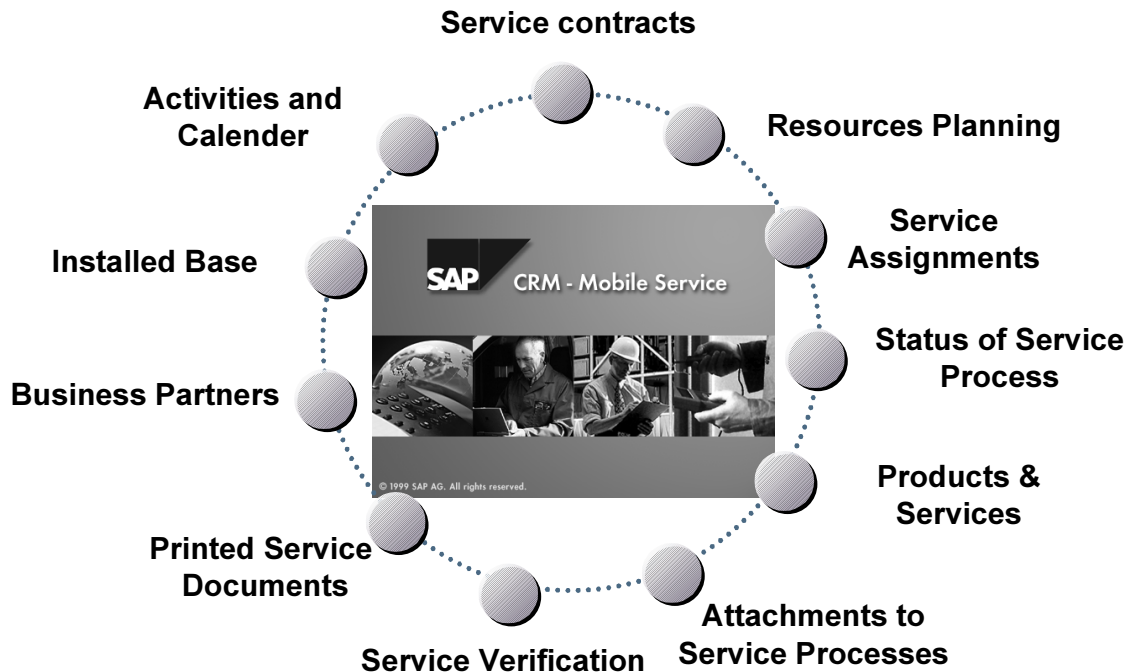 Service contracts
Activities and
Calender
Resources Planning
Service
Assignments
Installed Base
SAP
CRM - Mobile Service
Status of Service
Process
Business Partners
Products &
Services
© 1999 SAP AG. All rights reserved.
Printed Service
Documents
Attachments to
Service Processes
Service Verification